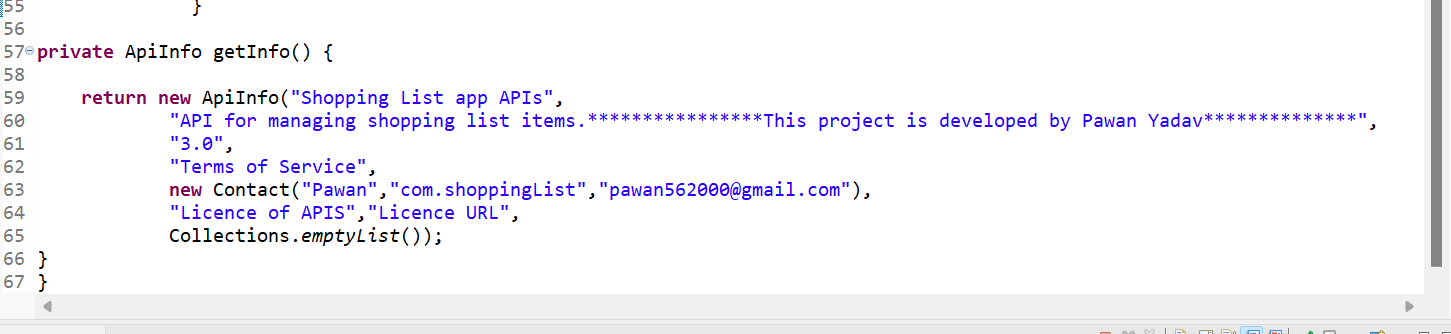 55 }
56
57 private ApiInfo getInfo() {
58
59 return new ApiInfo("Shopping List app APIs",
60 "API for managing shopping list items.****************This project is developed by Pawan Yadav**************",
61 "3.0",
62 "Terms of Service",
63 new Contact("Pawan","com.shoppingList","pawan562000@gmail.com"),
64 "Licence of APIS","Licence URL",
65 Collections.emptyList());
66 }
67 }